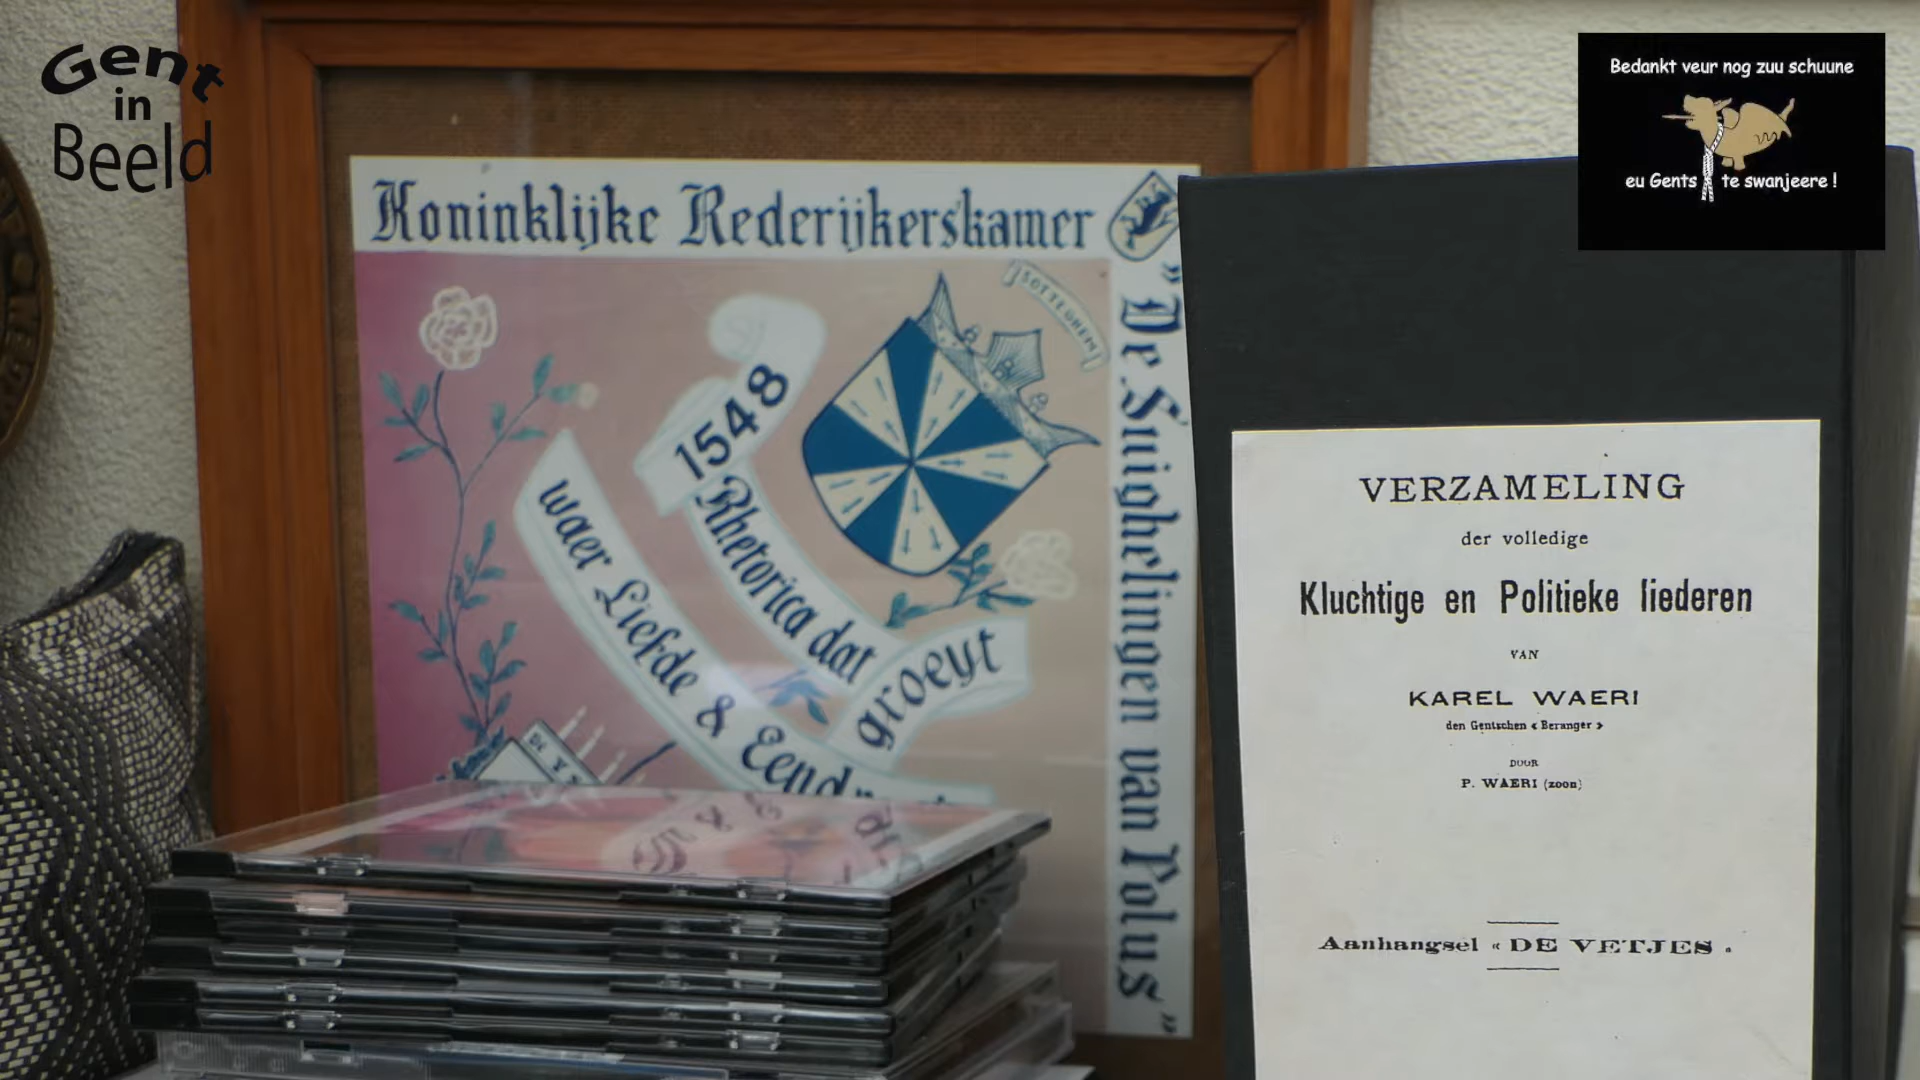 Gent
in
Beeld
Bedankt veur nog zuu schuune
eu Gents te swanjeere !
Koninklijke Rederijkerskamer
"De Suighelingen van Polus"
SOTTEGHEM
1548
Rhetorica dat
groeyt
waer Liefde &
VERZAMELING
der volledige
Kluchtige en Politieke liederen
VAN
KAREL WAERI
den Gentschen « Beranger »
DOOR
P. WAERI (zoon)
Aanhangsel « DE VETJES .